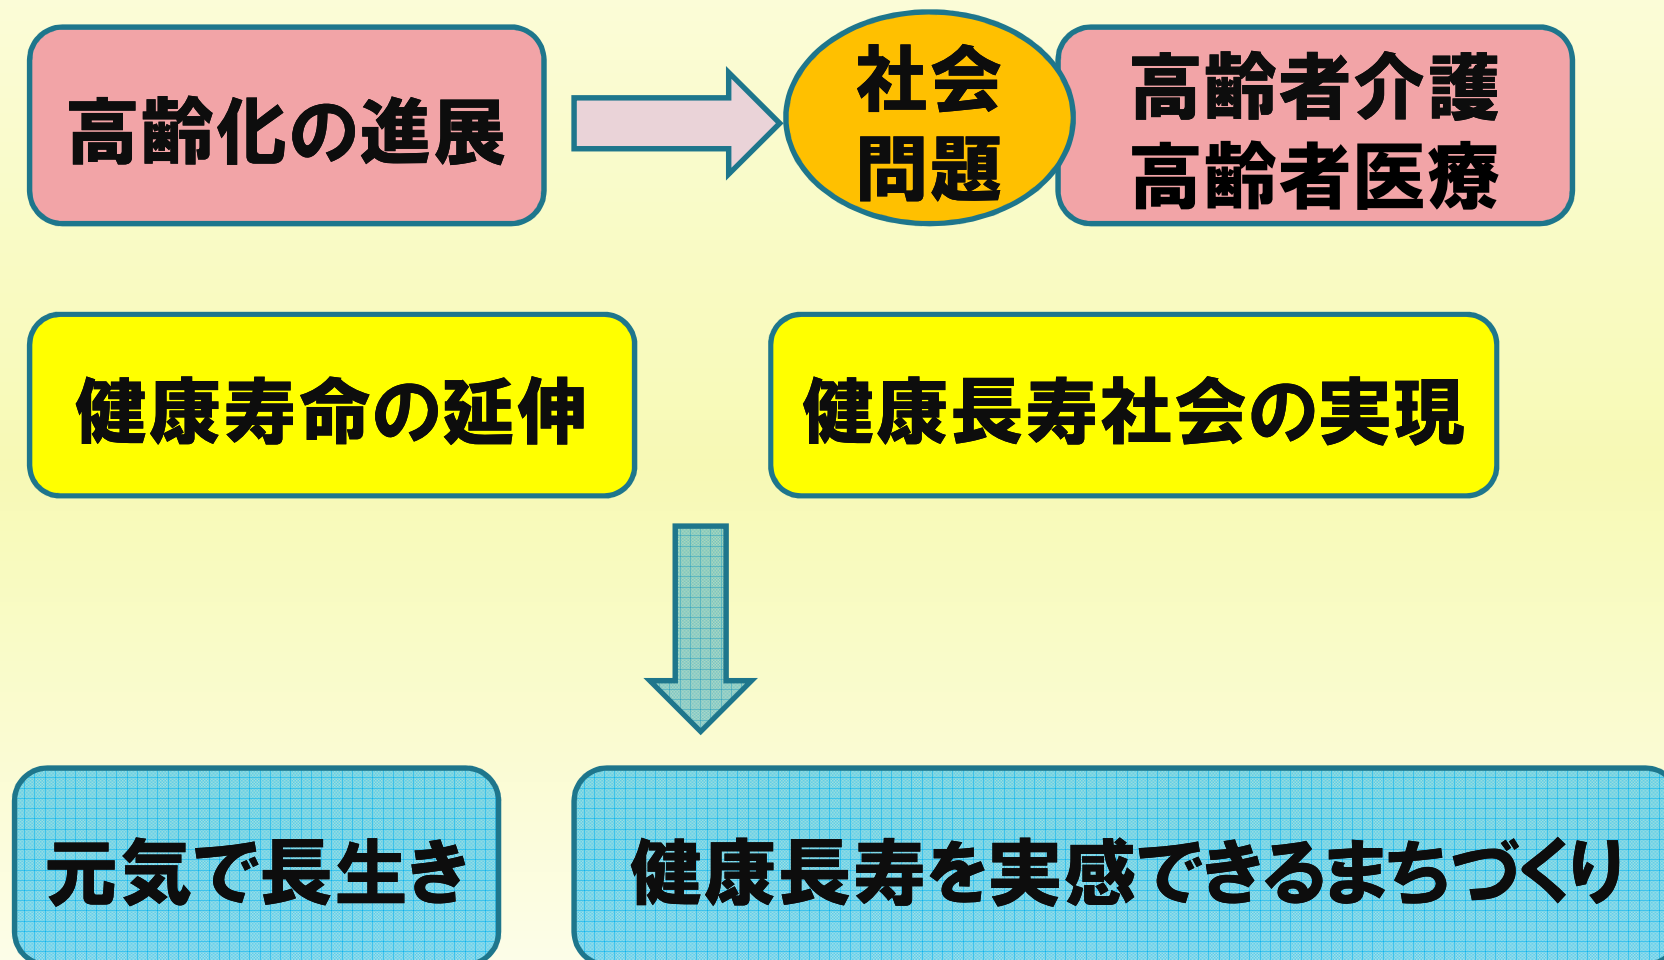 高齢化の進展
社会
問題
高齢者介護
高齢者医療
健康寿命の延伸
健康長寿社会の実現
元気で長生き
健康長寿を実感できるまちづくり